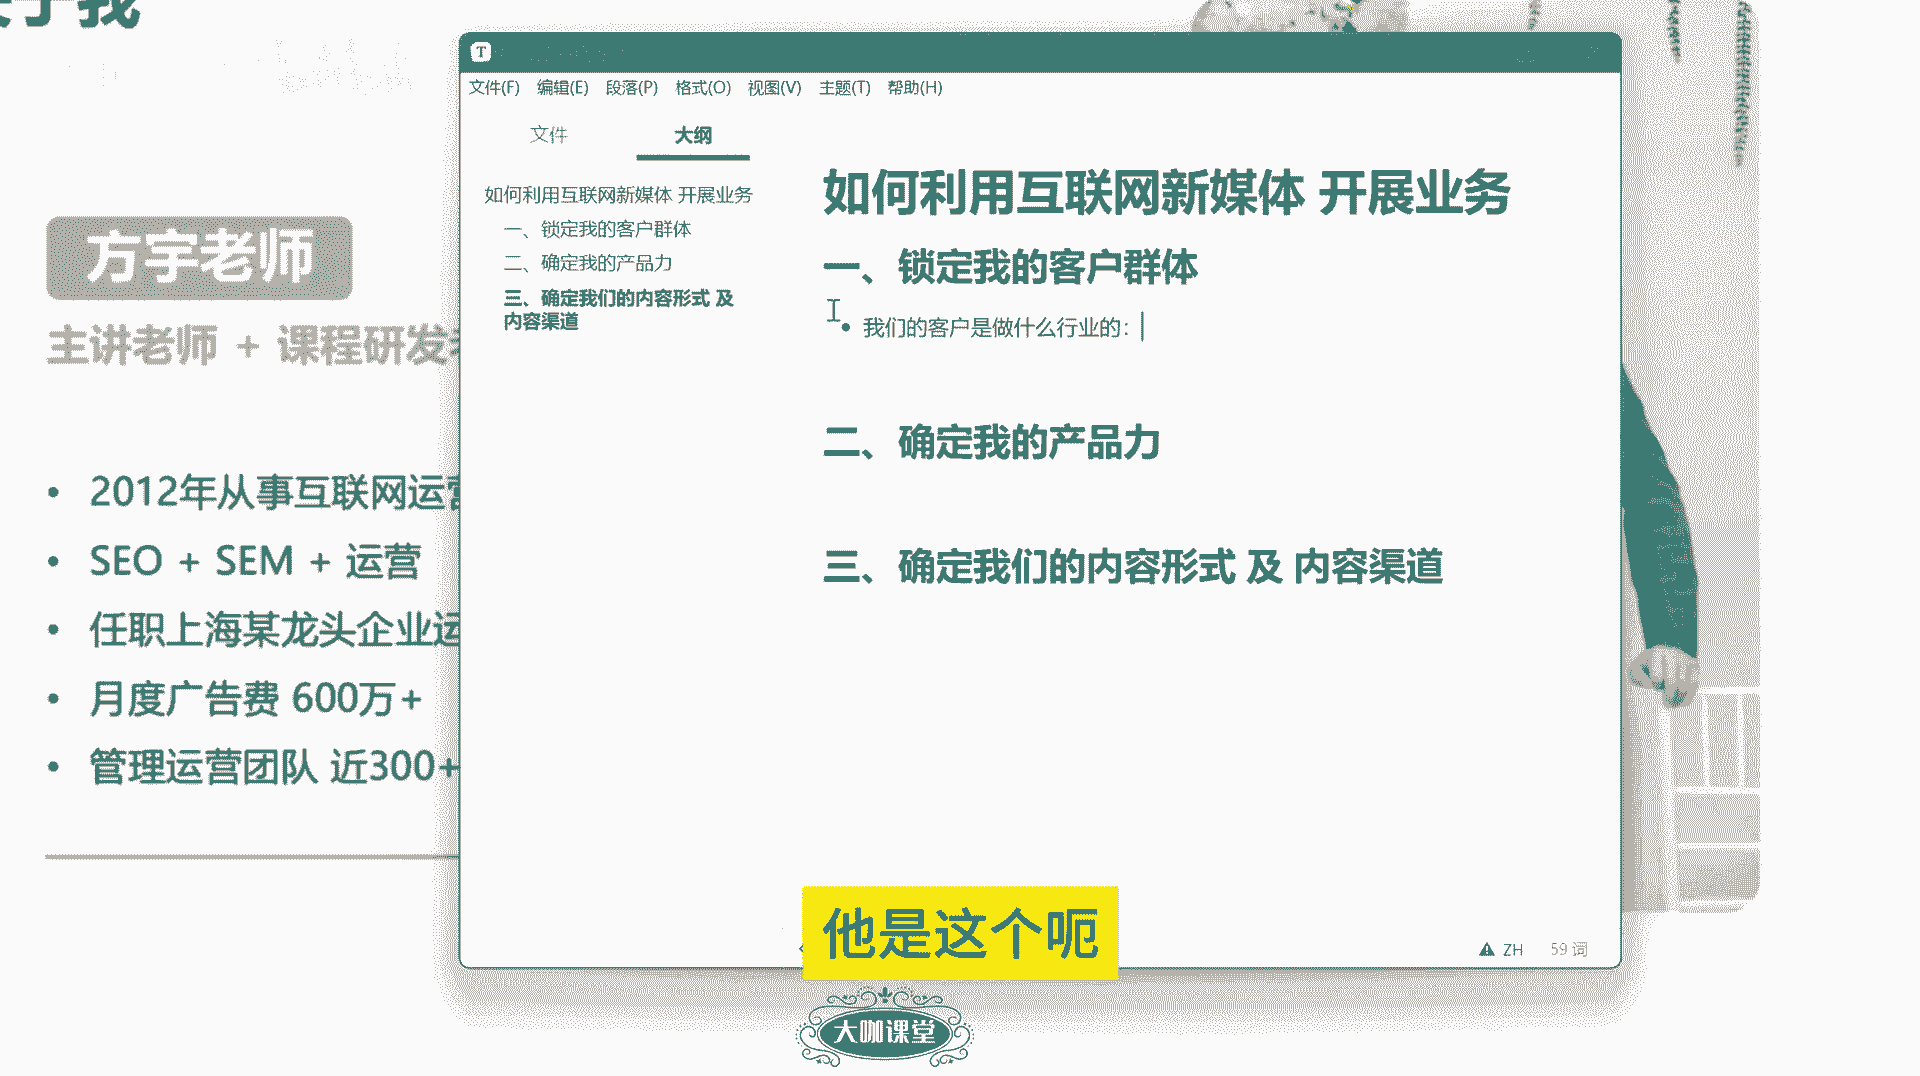 方宇老师
主讲老师 + 课程研发
2012年从事互联网运营
SEO + SEM + 运营
任职上海某龙头企业运
月度广告费 600万+
管理运营团队 近300+
T
文件(F) 编辑(E) 段落(P) 格式(O) 视图(V) 主题(T) 帮助(H)
文件 大纲
如何利用互联网新媒体 开展业务
一、锁定我的客户群体
二、确定我的产品力
三、确定我们的内容形式 及
内容渠道
如何利用互联网新媒体 开展业务
一、锁定我的客户群体
我们的客户是做什么行业的：
二、确定我的产品力
三、确定我们的内容形式 及 内容渠道
ZH 59 词
他是这个呃
大咖课堂